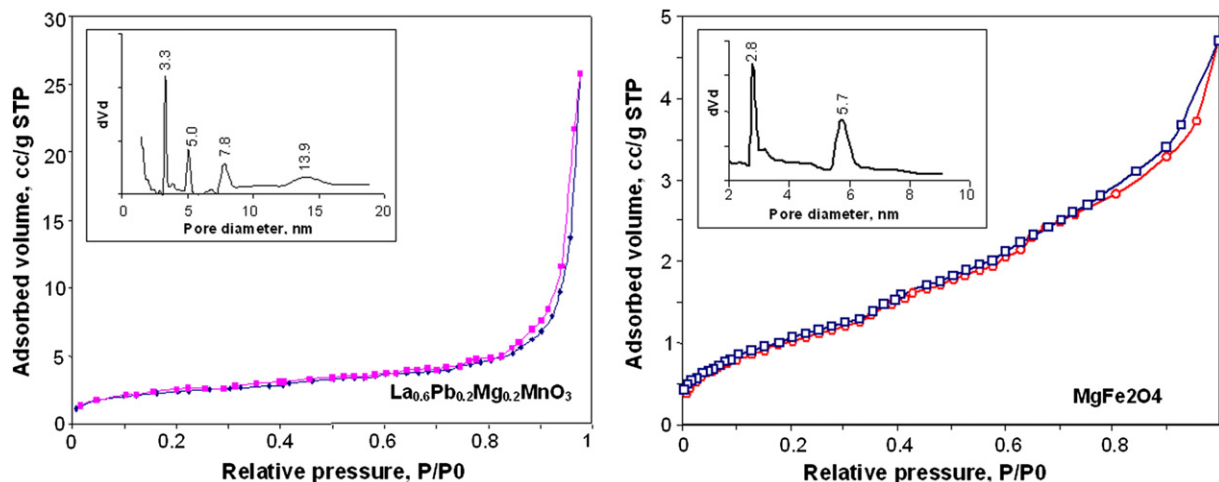 30
25
20
15
10
5
0
Adsorbed volume, cc/g STP
dVd
3.3
5.0
7.8
13.9
0 5 10 15 20
Pore diameter, nm
La0.6Pb0.2Mg0.2MnO3
0 0.2 0.4 0.6 0.8 1
Relative pressure, P/P0
5
4
3
2
1
0
Adsorbed volume, cc/g STP
dVd
2.8
5.7
2 4 6 8 10
Pore diameter, nm
MgFe2O4
0 0.2 0.4 0.6 0.8
Relative pressure, P/P0